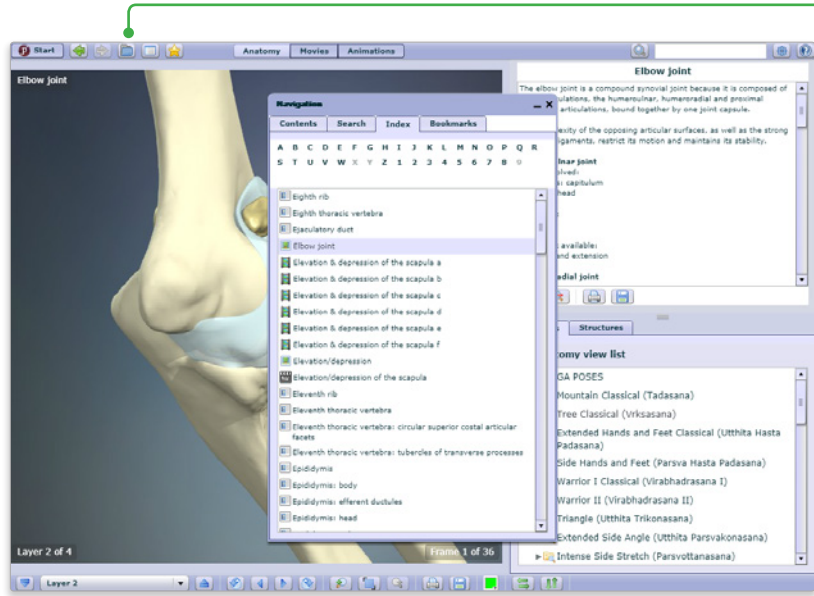 Start
Anatomy Movies Animations
Elbow joint
Elbow joint
The elbow joint is a compound synovial joint because it is composed of
ulations, the humeroulnar, humeroradial and proximal
articulations, bound together by one joint capsule.
exity of the opposing articular surfaces, as well as the strong
igaments, restrict its motion and maintains its stability.
lnar joint
olved:
: capitulum
head
:
available:
and extension
adial joint
Navigation
Contents Search Index Bookmarks
A B C D E F G H I J K L M N O P Q R
S T U V W X Y Z 1 2 3 4 5 6 7 8 9
Eighth rib
Eighth thoracic vertebra
Ejaculatory duct
Elbow joint
Elevation & depression of the scapula a
Elevation & depression of the scapula b
Elevation & depression of the scapula c
Elevation & depression of the scapula d
Elevation & depression of the scapula e
Elevation & depression of the scapula f
Elevation/depression
Elevation/depression of the scapula
Eleventh rib
Eleventh thoracic vertebra
Eleventh thoracic vertebra: circular superior costal articular
facets
Eleventh thoracic vertebra: tubercles of transverse processes
Epididymis
Epididymis: body
Epididymis: efferent ductules
Epididymis: head
Structures
omy view list
GA POSES
Mountain Classical (Tadasana)
Tree Classical (Vrksasana)
Extended Hands and Feet Classical (Utthita Hasta
Padasana)
Side Hands and Feet (Parsva Hasta Padasana)
Warrior I Classical (Virabhadrasana I)
Warrior II (Virabhadrasana II)
Triangle (Utthita Trikonasana)
Extended Side Angle (Utthita Parsvakonasana)
Intense Side Stretch (Parsvottanasana)
Layer 2 of 4
Frame 1 of 36
Layer 2